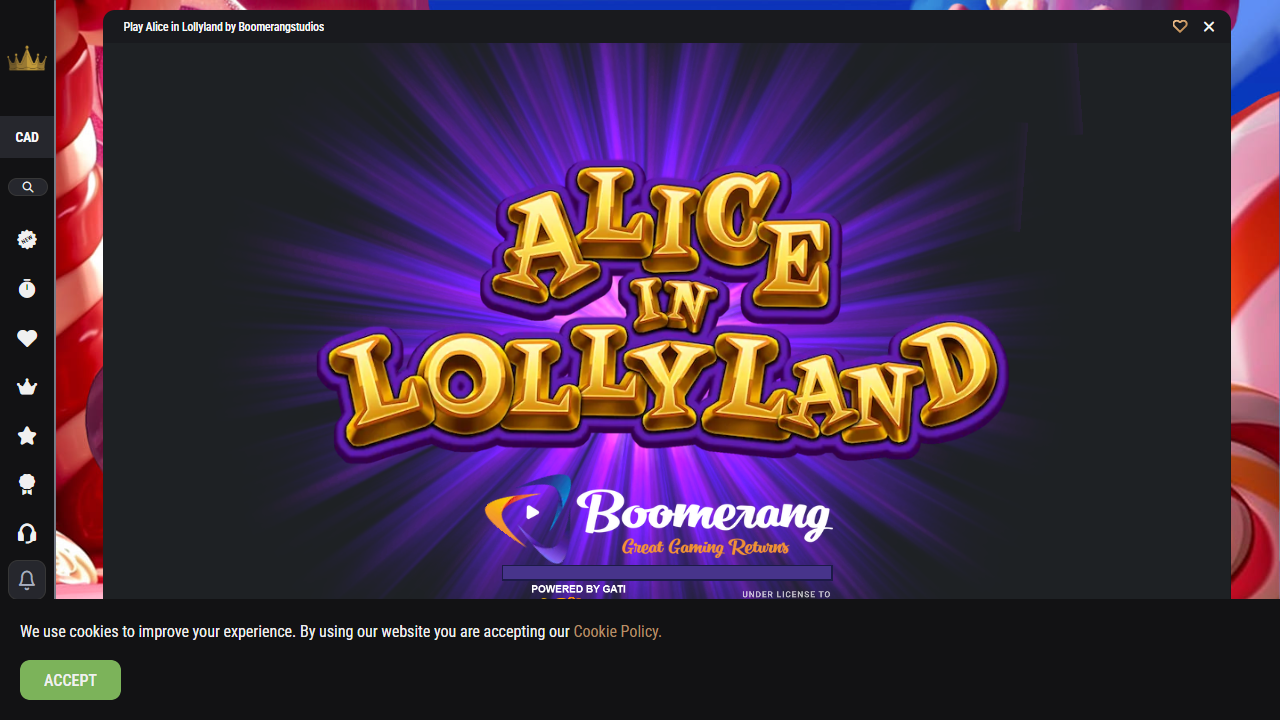 Play Alice in Lollyland by Boomerangstudios
CAD
NEW
ALICE
IN
LOLLYLAND
Boomerang
Great Gaming Returns
POWERED BY GATI
UNDER LICENSE TO
We use cookies to improve your experience. By using our website you are accepting our Cookie Policy.
ACCEPT